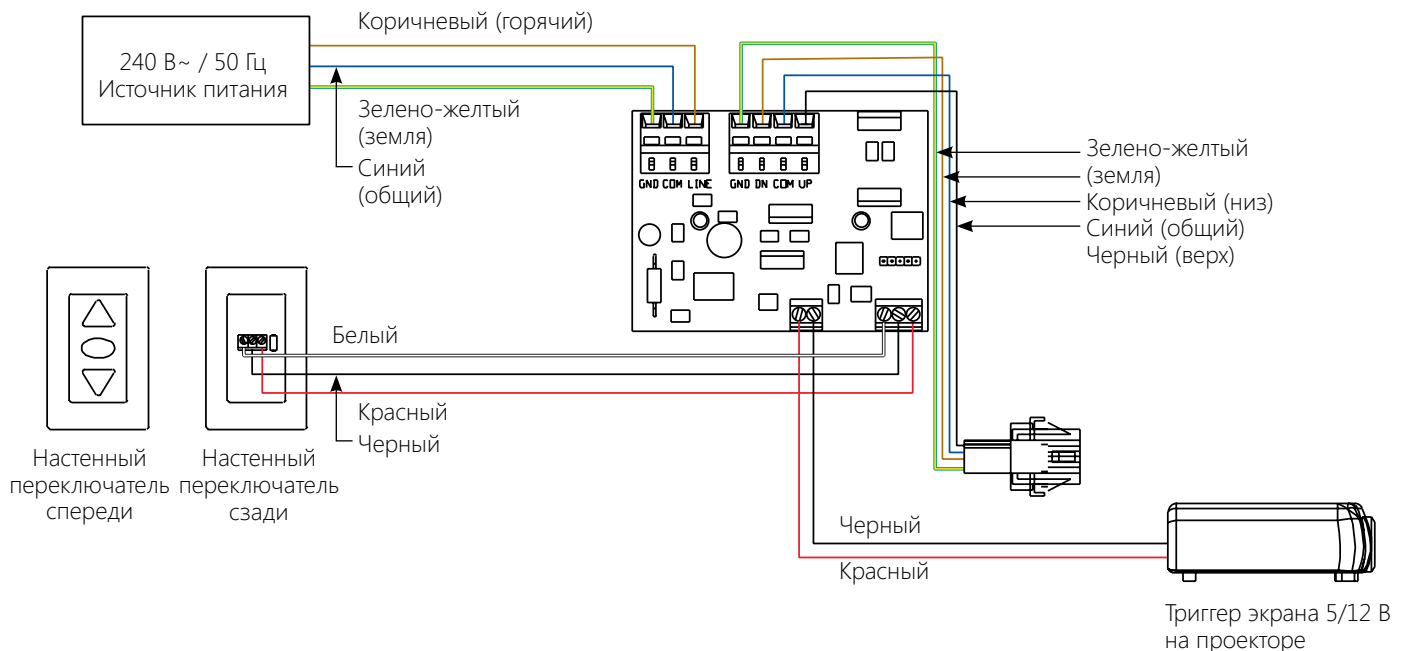 Коричневый (горячий)
240 В~ / 50 Гц
Источник питания
Зелено-желтый
(земля)
Синий
(общий)
GND COM LINE
GND DN COM UP
Зелено-желтый
(земля)
Коричневый (низ)
Синий (общий)
Черный (верх)
Белый
Красный
Черный
Настенный
переключатель
спереди
Настенный
переключатель
сзади
Черный
Красный
Триггер экрана 5/12 В
на проекторе